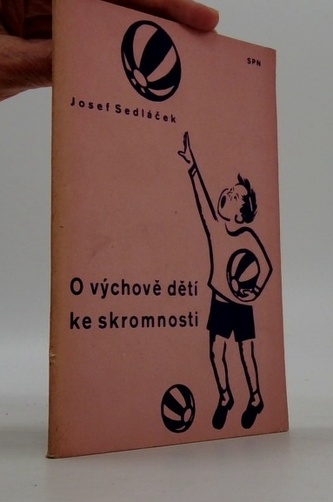 SPN
Josef Sedláček
O výchově dětí
ke skromnosti